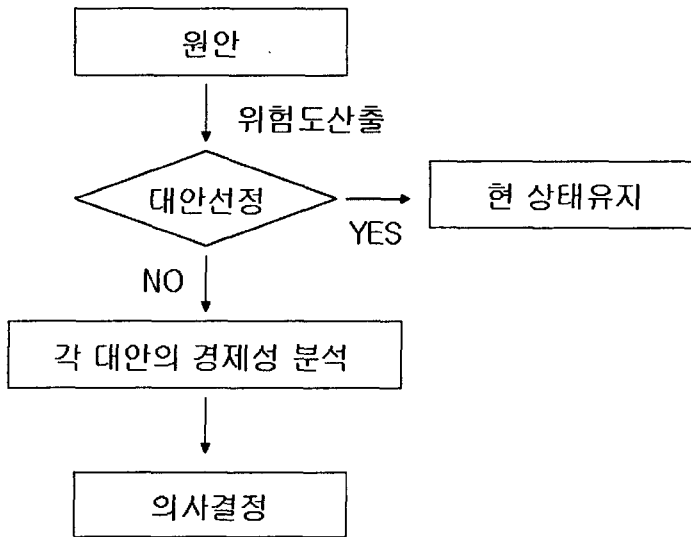 원안
위험도산출
대안선정
현 상태유지
YES
NO
각 대안의 경제성 분석
의사결정